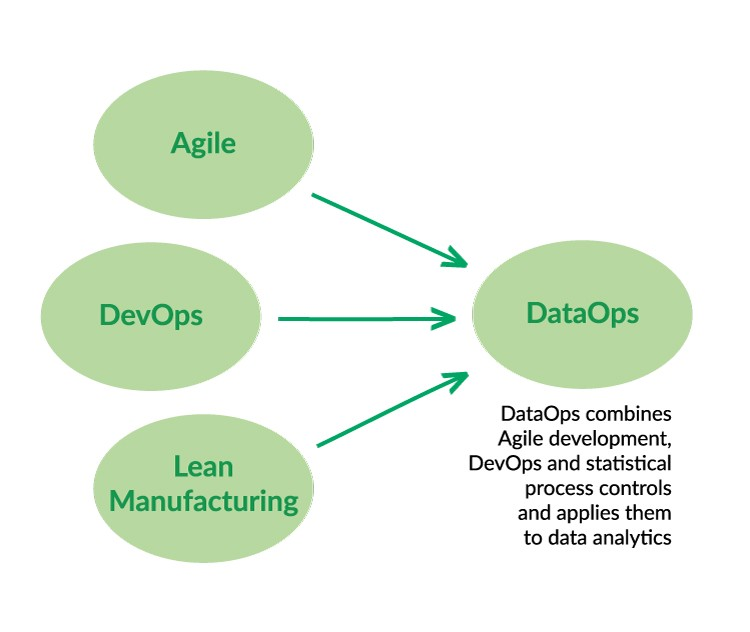 Agile
DevOps
Lean
Manufacturing
DataOps
DataOps combines
Agile development,
DevOps and statistical
process controls
and applies them
to data analytics